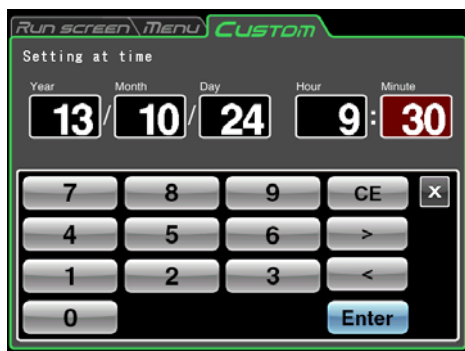 Run screen Menu Custom
Setting at time
Year Month Day Hour Minute
13 / 10 / 24 9 : 30
7 8 9 CE X
4 5 6 >
1 2 3 <
0 Enter